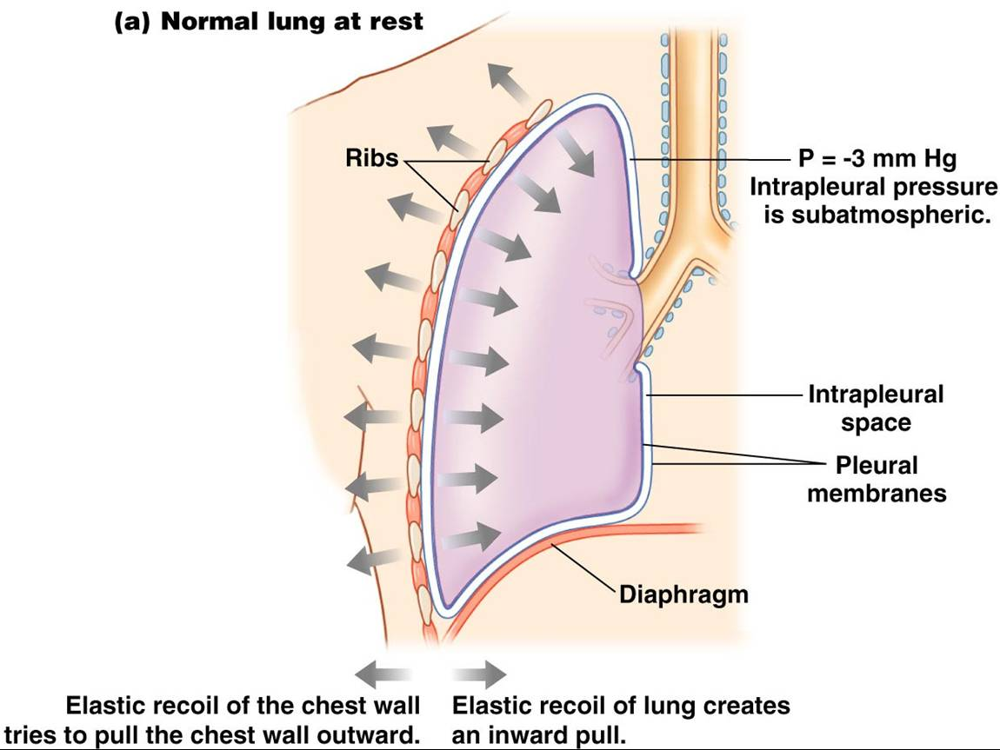 (a) Normal lung at rest
Ribs
P = -3 mm Hg
Intrapleural pressure
is subatmospheric.
Intrapleural
space
Pleural
membranes
Diaphragm
Elastic recoil of the chest wall
tries to pull the chest wall outward.
Elastic recoil of lung creates
an inward pull.